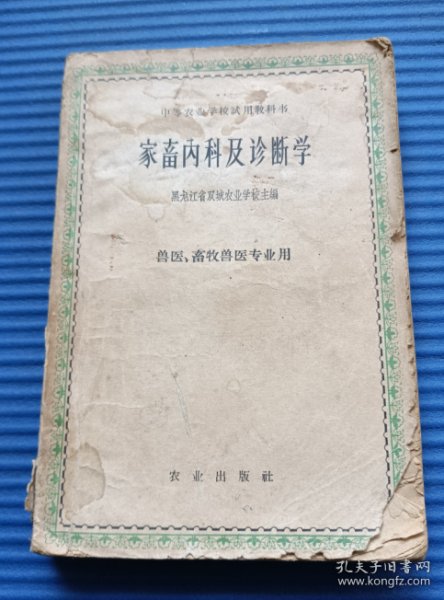 中等农业学校试用教科书
家畜内科及诊断学
黑龙江省双城农业学校主编
兽医、畜牧兽医专业用
农业出版社
孔夫子旧书网
www.kongfz.com